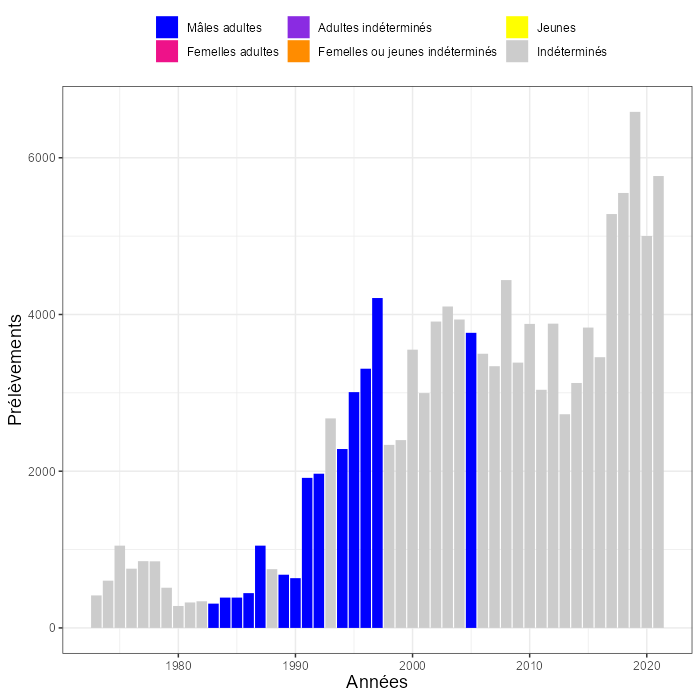 Mâles adultes
Adultes indéterminés
Jeunes
Femelles adultes
Femelles ou jeunes indéterminés
Indéterminés
6000
4000
2000
0
Prélèvements
1980
1990
2000
2010
2020
Années